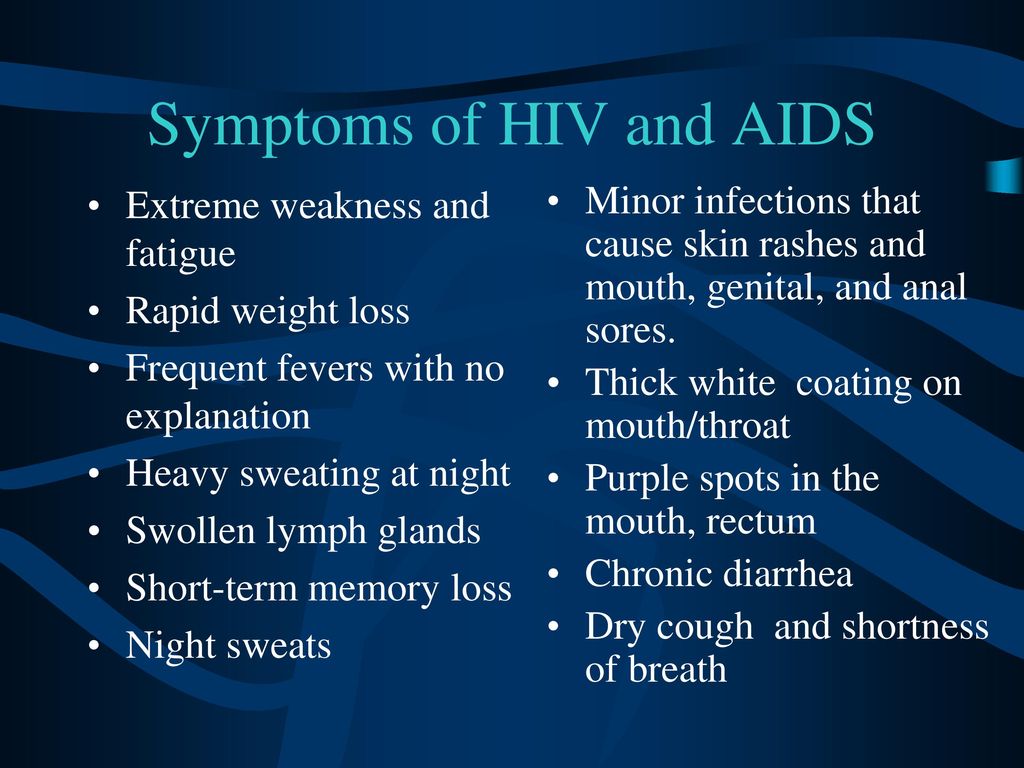 Symptoms of HIV and AIDS
• Extreme weakness and
fatigue
• Rapid weight loss
• Frequent fevers with no
explanation
• Heavy sweating at night
• Swollen lymph glands
• Short-term memory loss
• Night sweats
• Minor infections that
cause skin rashes and
mouth, genital, and anal
sores.
• Thick white  coating on
mouth/throat
• Purple spots in the
mouth, rectum
• Chronic diarrhea
• Dry cough  and shortness
of breath